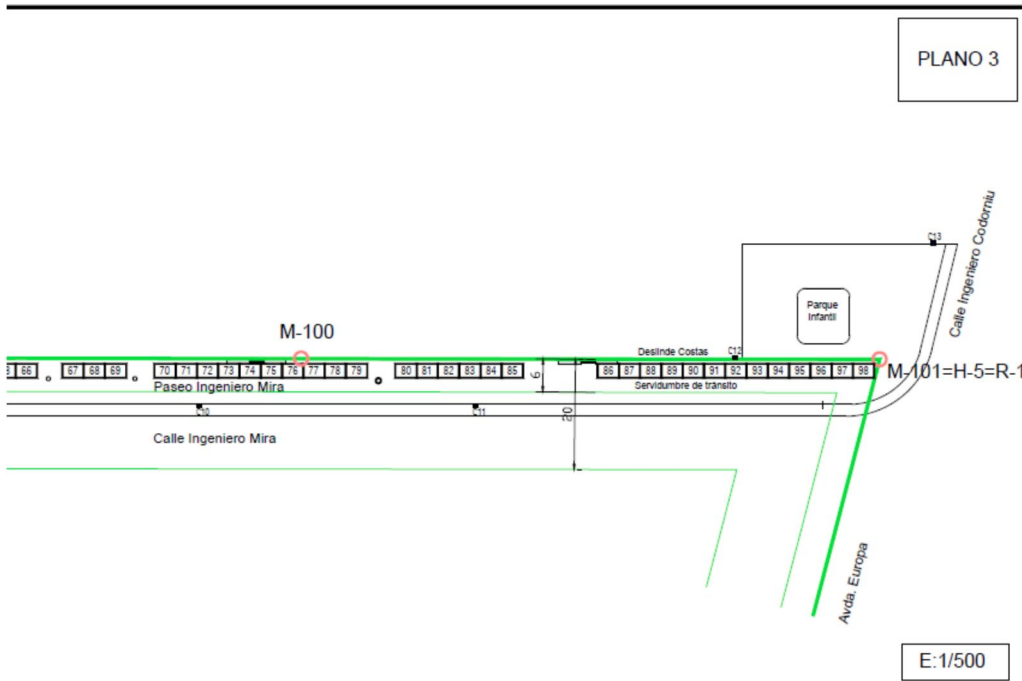 PLANO 3
C13
Calle Ingeniero Codorniu
Parque
Infantil
M-100
Deslinde Costas
C12
66 67 68 69 70 71 72 73 74 75 76 77 78 79 80 81 82 83 84 85 86 87 88 89 90 91 92 93 94 95 96 97 98
M-101=H-5=R-1
Paseo Ingeniero Mira
6
Servidumbre de tránsito
C10
C11
20
Calle Ingeniero Mira
Avda. Europa
E:1/500